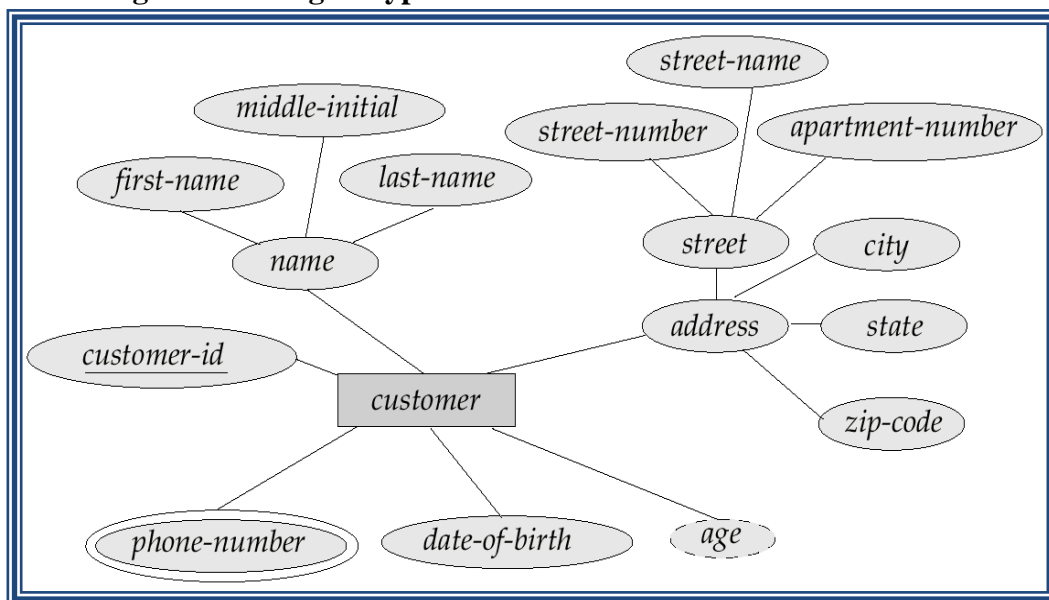 street-name
middle-initial
street-number
apartment-number
first-name
last-name
name
street
city
address
state
customer-id
customer
zip-code
phone-number
date-of-birth
age